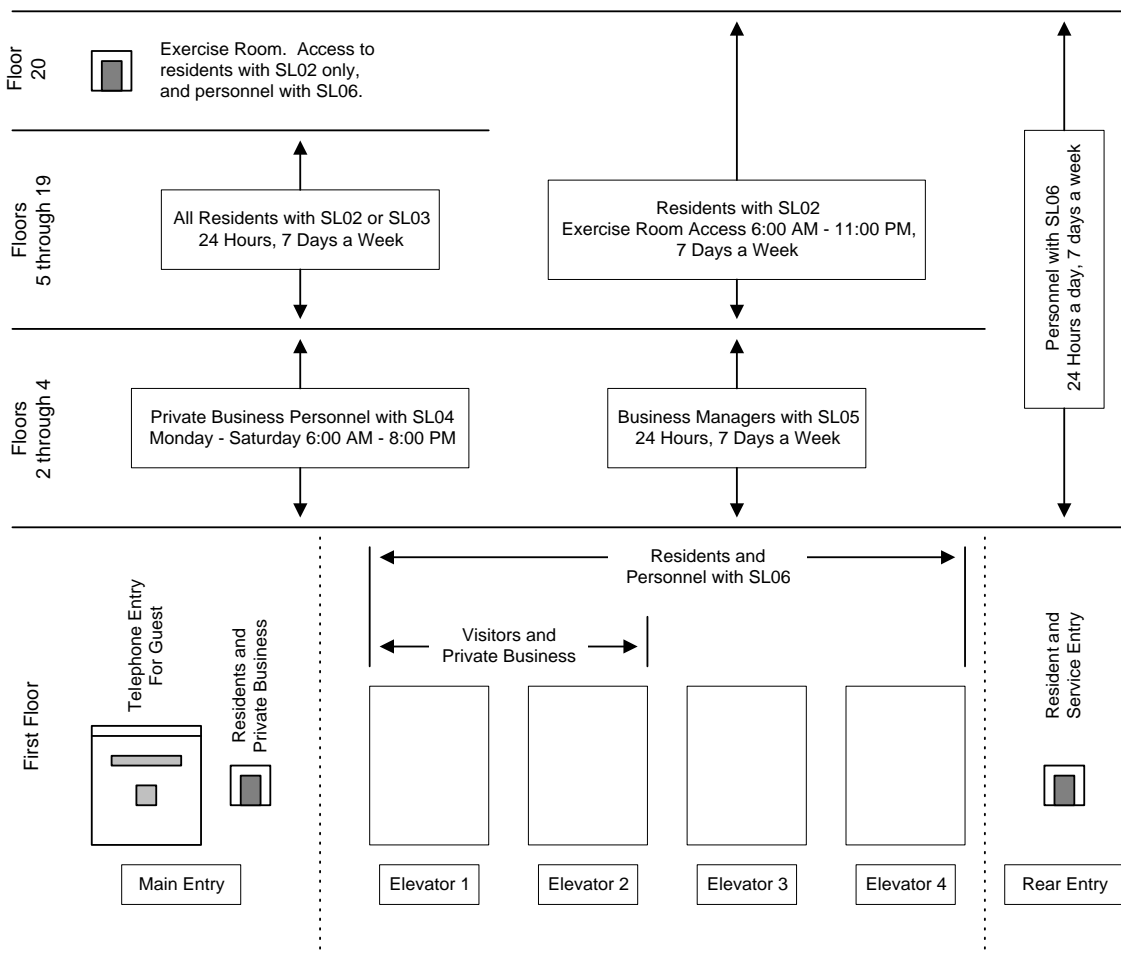 Floor
20
Exercise Room.  Access to
residents with SL02 only,
and personnel with SL06.
Floors
5 through 19
All Residents with SL02 or SL03
24 Hours, 7 Days a Week
Residents with SL02
Exercise Room Access 6:00 AM - 11:00 PM,
7 Days a Week
Personnel with SL06
24 Hours a day, 7 days a week
Floors
2 through 4
Private Business Personnel with SL04
Monday - Saturday 6:00 AM - 8:00 PM
Business Managers with SL05
24 Hours, 7 Days a Week
First Floor
Telephone Entry
For Guest
Residents and
Private Business
Residents and
Personnel with SL06
Visitors and
Private Business
Resident and
Service Entry
Main Entry
Elevator 1
Elevator 2
Elevator 3
Elevator 4
Rear Entry